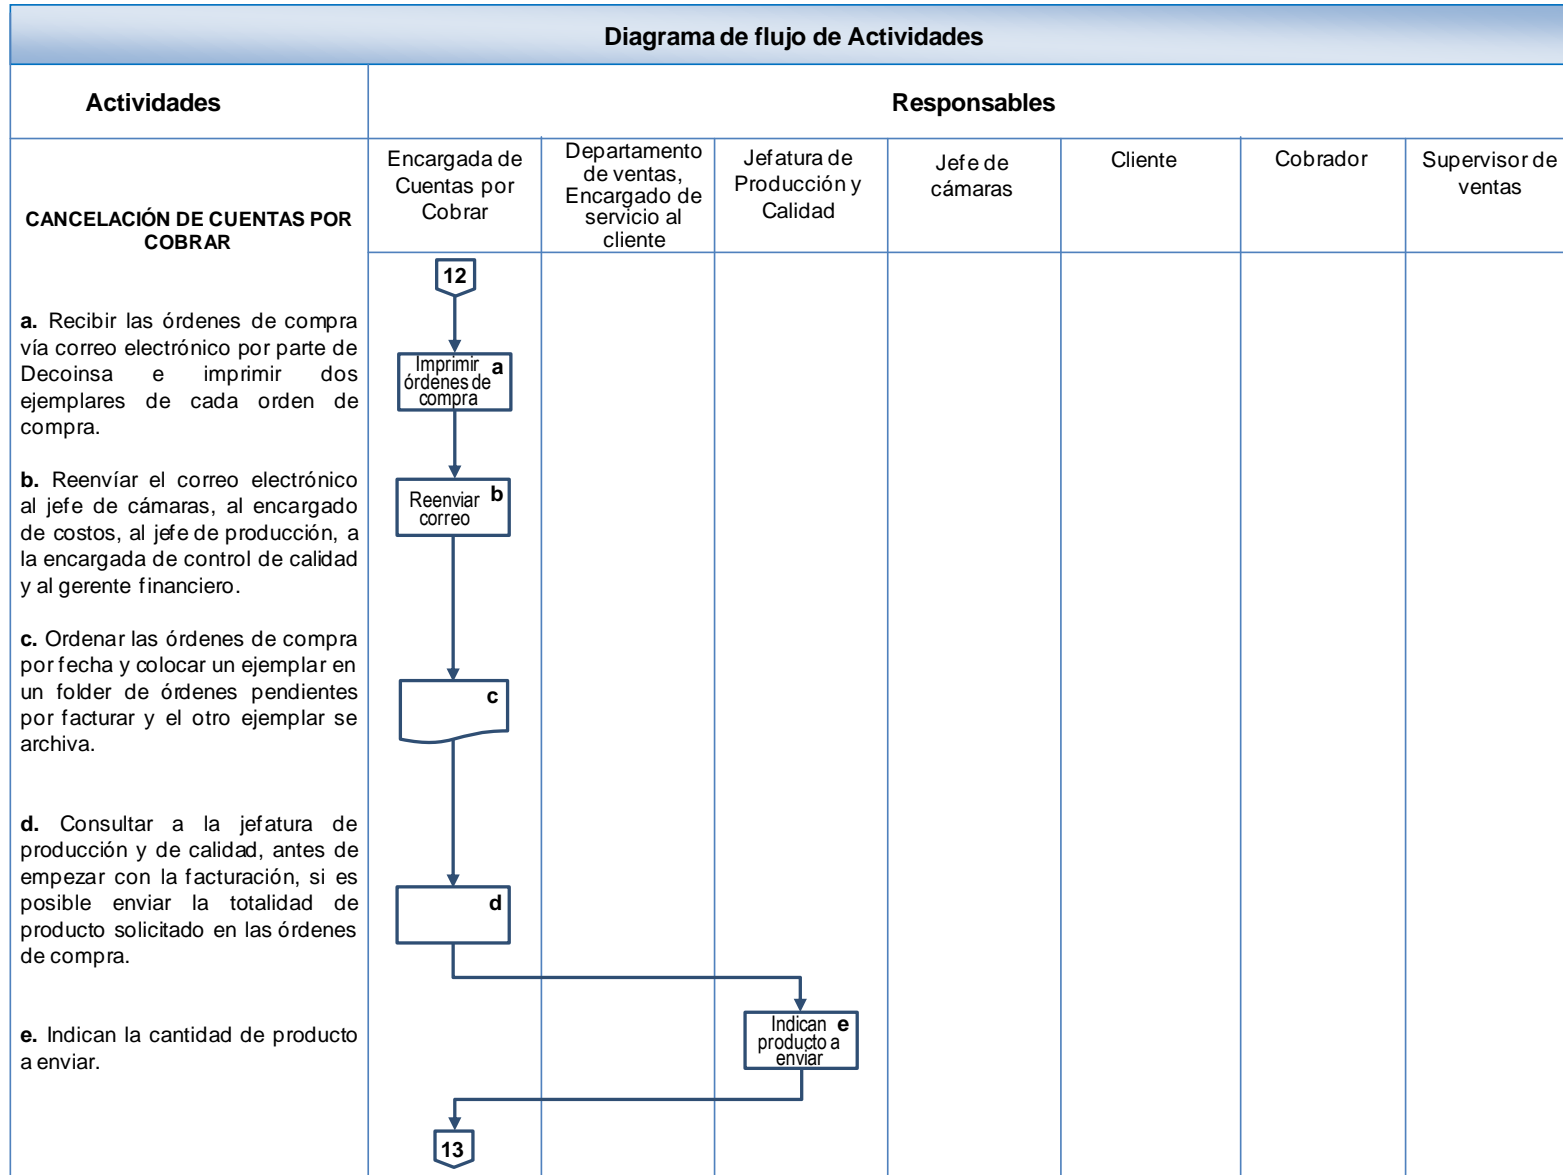 Diagrama de flujo de Actividades
Actividades
Responsables
CANCELACIÓN DE CUENTAS POR
COBRAR
Encargada de
Cuentas por
Cobrar
Departamento
de ventas,
Encargado de
servicio al
cliente
Jefatura de
Producción y
Calidad
Jefe de
cámaras
Cliente
Cobrador
Supervisor de
ventas
a. Recibir las órdenes de compra
vía correo electrónico por parte de
Decoinsa e imprimir dos
ejemplares de cada orden de
compra.
b. Reenvíar el correo electrónico
al jefe de cámaras, al encargado
de costos, al jefe de producción, a
la encargada de control de calidad
y al gerente financiero.
c. Ordenar las órdenes de compra
por fecha y colocar un ejemplar en
un folder de órdenes pendientes
por facturar y el otro ejemplar se
archiva.
d. Consultar a la jefatura de
producción y de calidad, antes de
empezar con la facturación, si es
posible enviar la totalidad de
producto solicitado en las órdenes
de compra.
e. Indican la cantidad de producto
a enviar.
12
Imprimir a
órdenes de
compra
Reenviar b
correo
c
d
Indican e
producto a
enviar
13